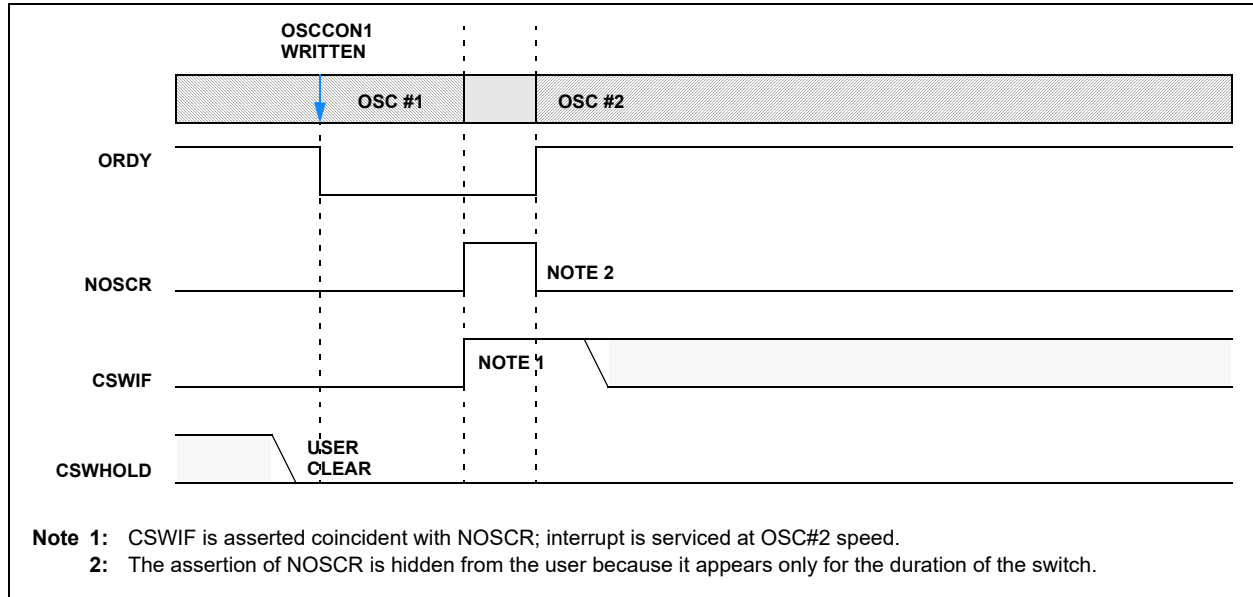 OSCCON1
WRITTEN
OSC #1
OSC #2
ORDY
NOSCR
NOTE 2
CSWIF
NOTE 1
CSWHOLD
USER
CLEAR
Note 1: CSWIF is asserted coincident with NOSCR; interrupt is serviced at OSC#2 speed.
2: The assertion of NOSCR is hidden from the user because it appears only for the duration of the switch.